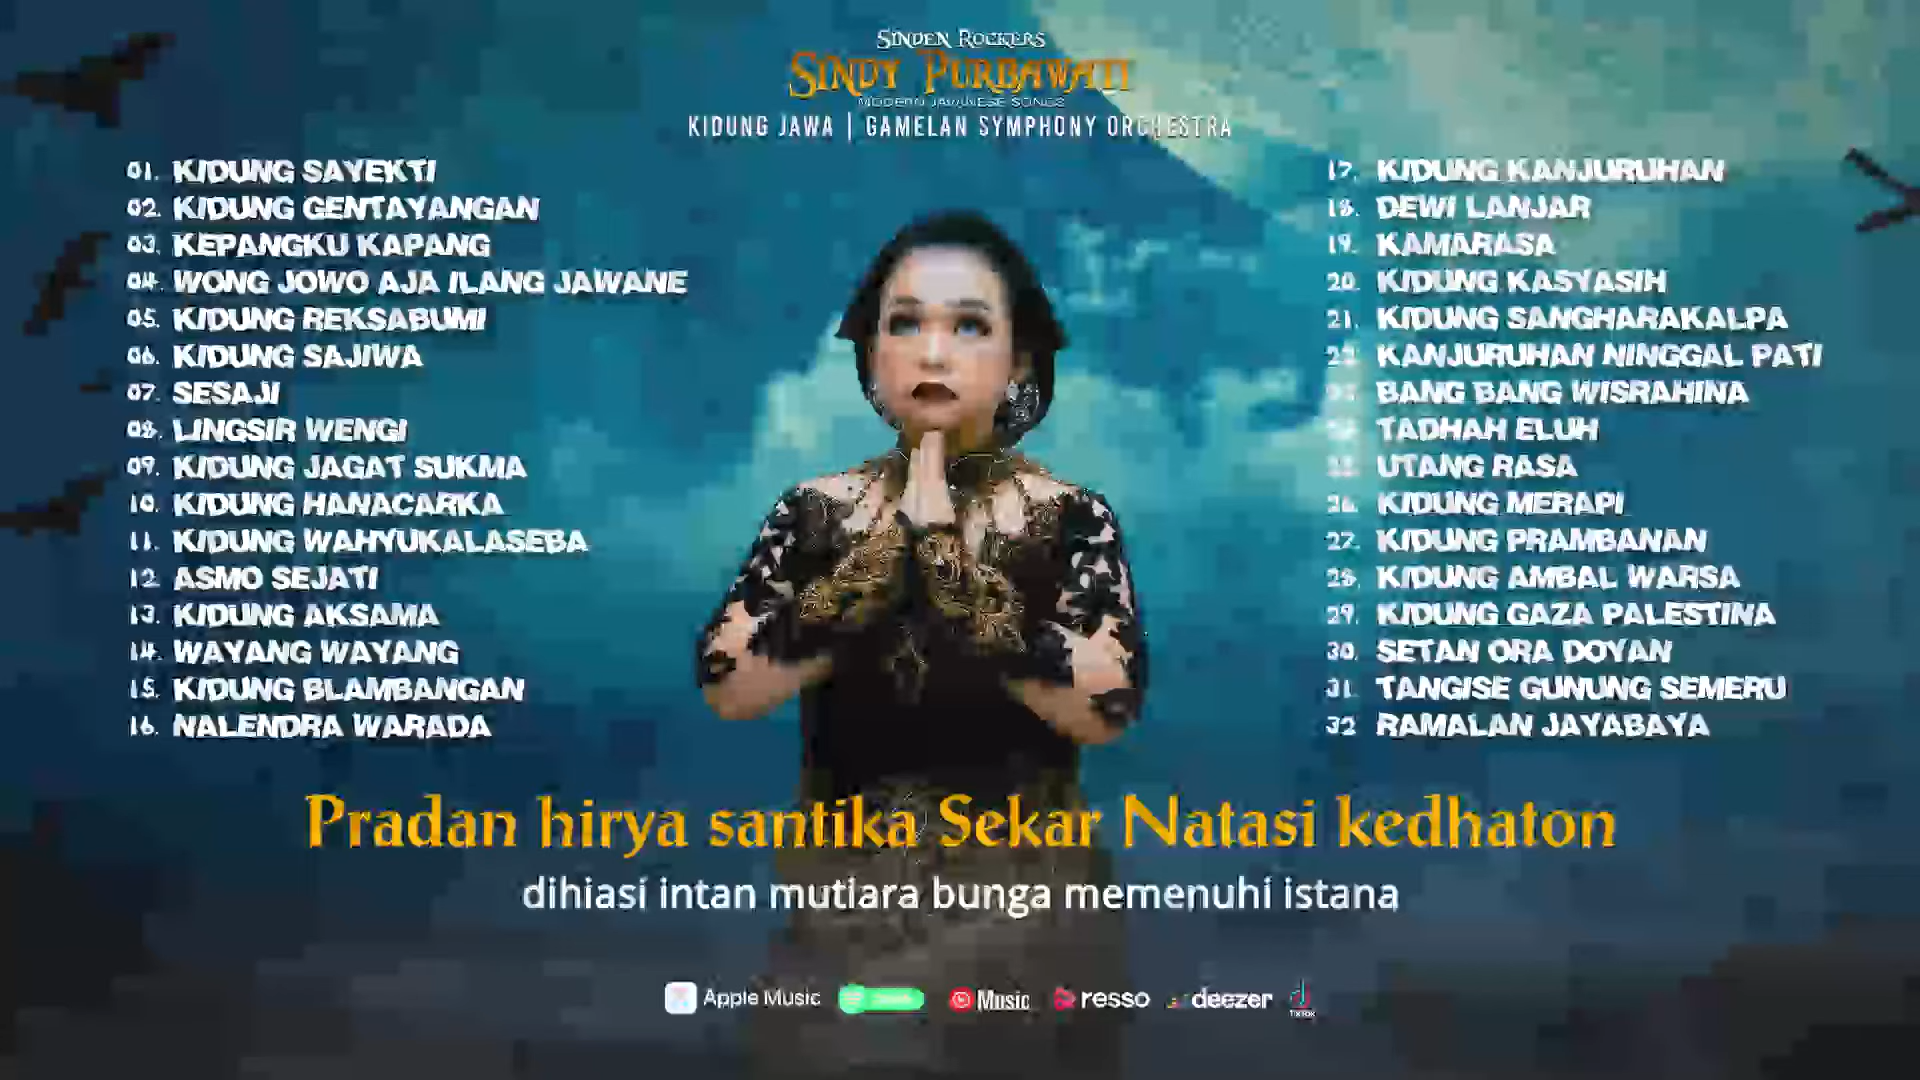 SINDEN ROCKERS
SINDY PURBAWATI
MODERN JAWANESE SONGS
KIDUNG JAWA | GAMELAN SYMPHONY ORCHESTRA
01. KIDUNG SAYEKTI
02. KIDUNG GENTAYANGAN
03. KEPANGKU KAPANG
04. WONG JOWO AJA ILANG JAWANE
05. KIDUNG REKSABUMI
06. KIDUNG SAJIWA
07. SESAJI
08. LINGSIR WENGI
09. KIDUNG JAGAT SUKMA
10. KIDUNG HANACARKA
11. KIDUNG WAHYUKALASEBA
12 ASMO SEJATI
13. KIDUNG AKSAMA
14. WAYANG WAYANG
15. KIDUNG BLAMBANGAN
16. NALENDRA WARADA
17. KIDUNG KANJURUHAN
18. DEWI LANJAR
19. KAMARASA
20. KIDUNG KASYASIH
21. KIDUNG SANGHARAKALPA
22. KANJURUHAN NINGGAL PATI
BANG BANG WISRAHINA
TADHAH ELUH
UTANG RASA
26. KIDUNG MERAPI
27. KIDUNG PRAMBANAN
28. KIDUNG AMBAL WARSA
29. KIDUNG GAZA PALESTINA
30. SETAN ORA DOYAN
31. TANGISE GUNUNG SEMERU
32 RAMALAN JAYABAYA
Pradan hirya santika Sekar Natasi kedhaton
dihiasi intan mutiara bunga memenuhi istana
Apple Music
Music
resso
deezer
TikTok